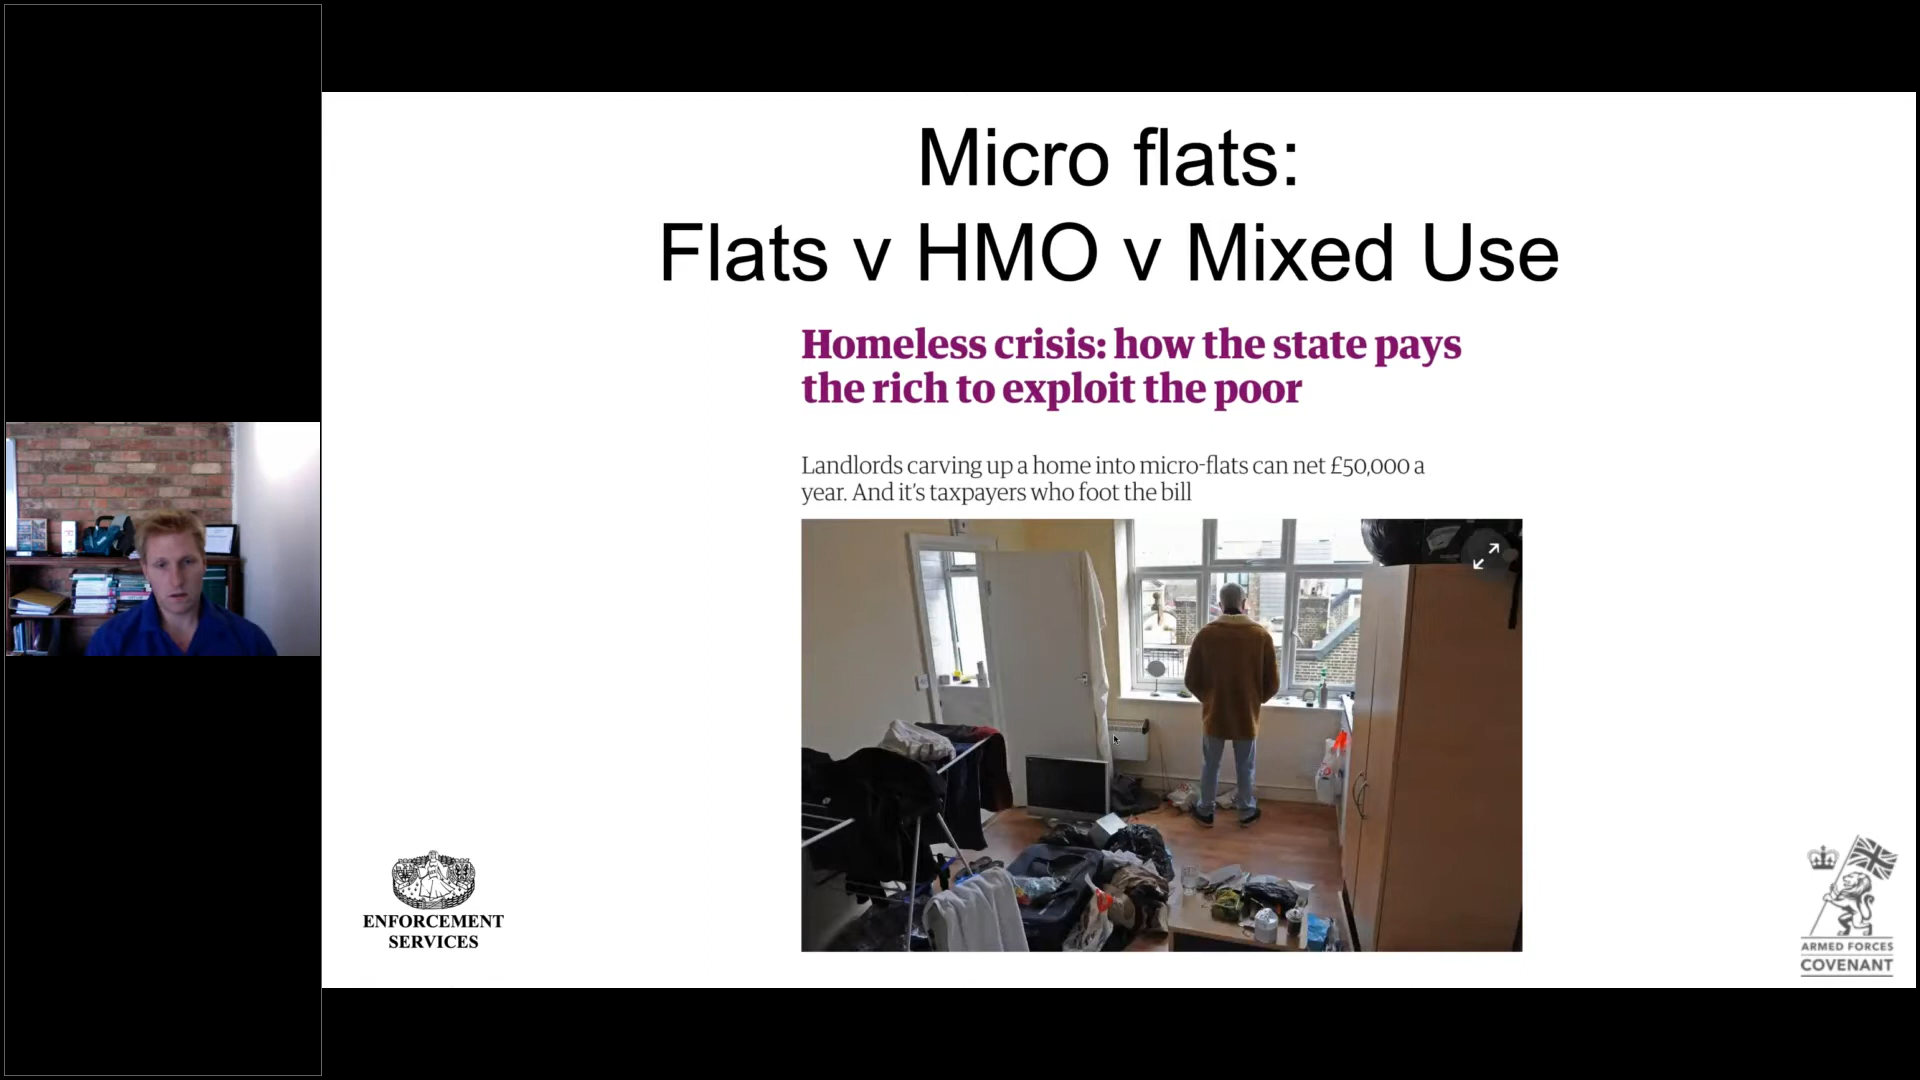 Micro flats:
Flats v HMO v Mixed Use
Homeless crisis: how the state pays
the rich to exploit the poor
Landlords carving up a home into micro-flats can net £50,000 a
year. And it's taxpayers who foot the bill
ENFORCEMENT
SERVICES
ARMED FORCES
COVENANT